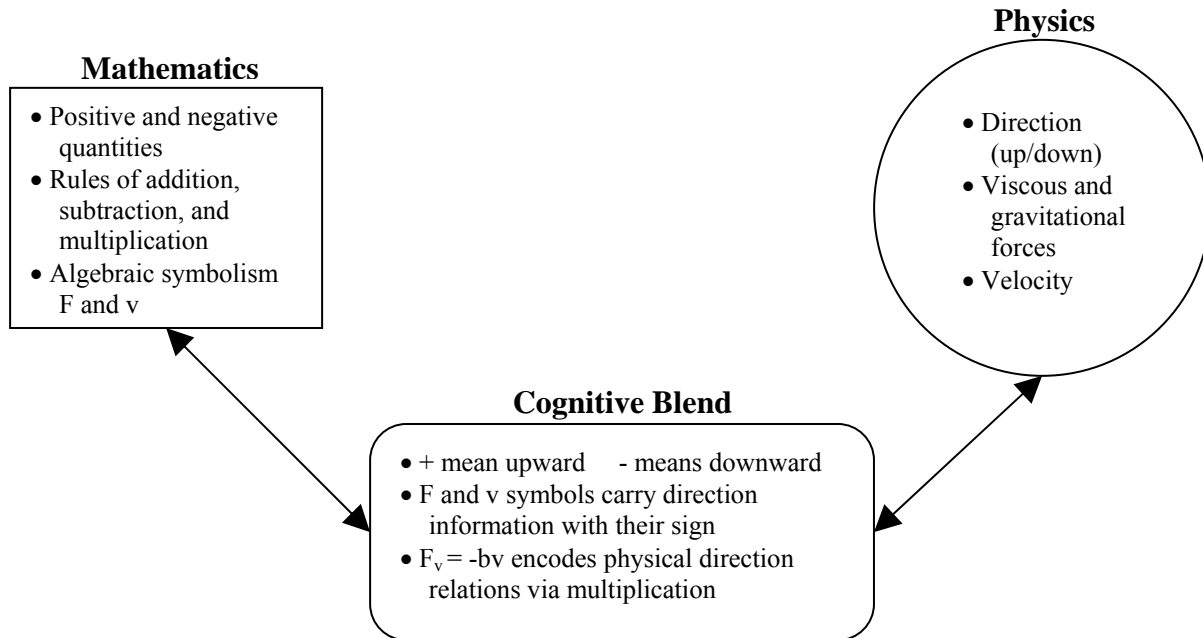 Physics
Mathematics
• Positive and negative
quantities
• Rules of addition,
subtraction, and
multiplication
• Algebraic symbolism
F and v
• Direction
(up/down)
• Viscous and
gravitational
forces
• Velocity
Cognitive Blend
• + mean upward - means downward
• F and v symbols carry direction
information with their sign
• Fv = -bv encodes physical direction
relations via multiplication